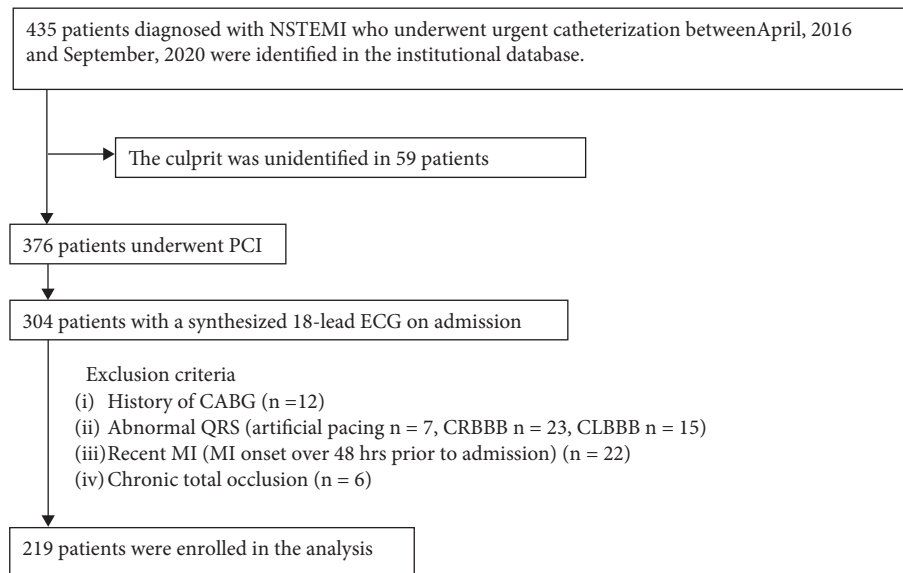 435 patients diagnosed with NSTEMI who underwent urgent catheterization betweenApril, 2016
and September, 2020 were identified in the institutional database.
The culprit was unidentified in 59 patients
376 patients underwent PCI
304 patients with a synthesized 18-lead ECG on admission
Exclusion criteria
(i) History of CABG (n =12)
(ii) Abnormal QRS (artificial pacing n = 7, CRBBB n = 23, CLBBB n = 15)
(iii) Recent MI (MI onset over 48 hrs prior to admission) (n = 22)
(iv) Chronic total occlusion (n = 6)
219 patients were enrolled in the analysis